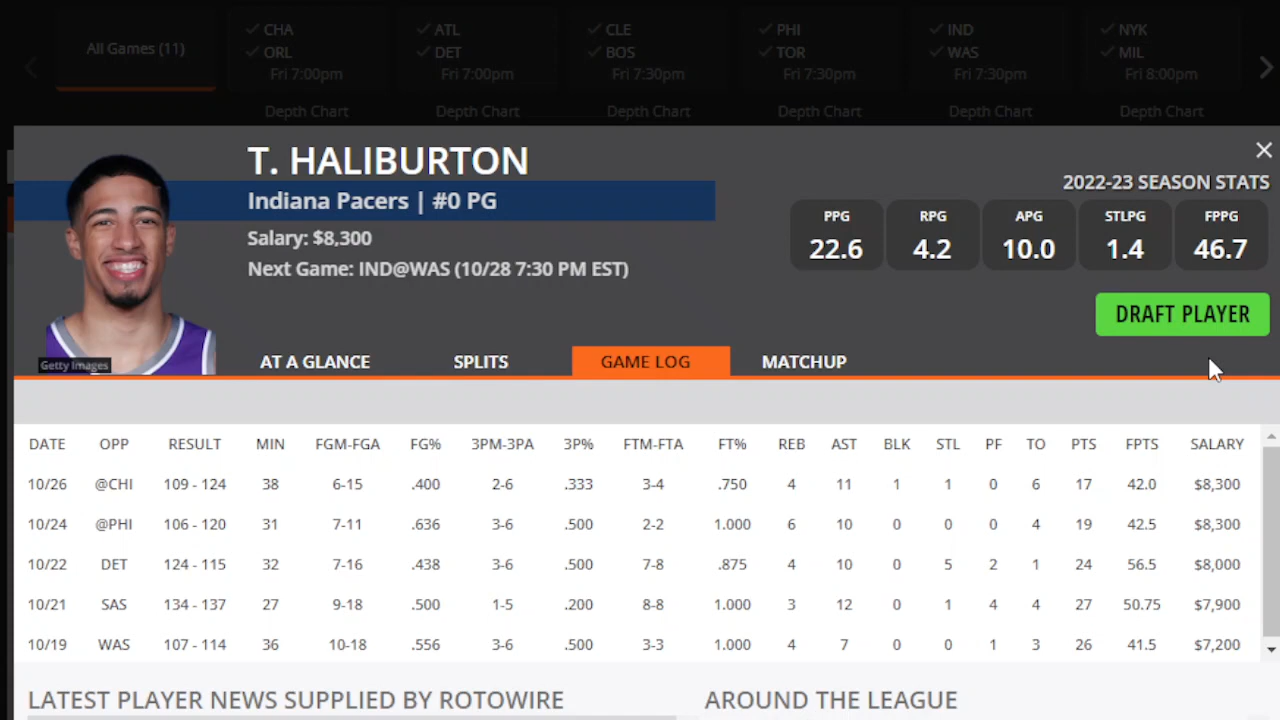 All Games (11)
CHA
ORL
Fri 7:00pm
Depth Chart
ATL
DET
Fri 7:00pm
Depth Chart
CLE
BOS
Fri 7:30pm
Depth Chart
PHI
TOR
Fri 7:30pm
Depth Chart
IND
WAS
Fri 7:30pm
Depth Chart
NYK
MIL
Fri 8:00pm
Depth Chart
T. HALIBURTON
Indiana Pacers | #0 PG
Salary: $8,300
Next Game: IND@WAS (10/28 7:30 PM EST)
Getty Images
2022-23 SEASON STATS
PPG RPG APG STLPG FPPG
22.6 4.2 10.0 1.4 46.7
DRAFT PLAYER
AT A GLANCE SPLITS GAME LOG MATCHUP
DATE OPP RESULT MIN FGM-FGA FG% 3PM-3PA 3P% FTM-FTA FT% REB AST BLK STL PF TO PTS FPTS SALARY
10/26 @CHI 109 - 124 38 6-15 .400 2-6 .333 3-4 .750 4 11 1 1 0 6 17 42.0 $8,300
10/24 @PHI 106 - 120 31 7-11 .636 3-6 .500 2-2 1.000 6 10 0 0 0 4 19 42.5 $8,300
10/22 DET 124 - 115 32 7-16 .438 3-6 .500 7-8 .875 4 10 0 5 2 1 24 56.5 $8,000
10/21 SAS 134 - 137 27 9-18 .500 1-5 .200 8-8 1.000 3 12 0 1 4 4 27 50.75 $7,900
10/19 WAS 107 - 114 36 10-18 .556 3-6 .500 3-3 1.000 4 7 0 0 1 3 26 41.5 $7,200
LATEST PLAYER NEWS SUPPLIED BY ROTOWIRE
AROUND THE LEAGUE